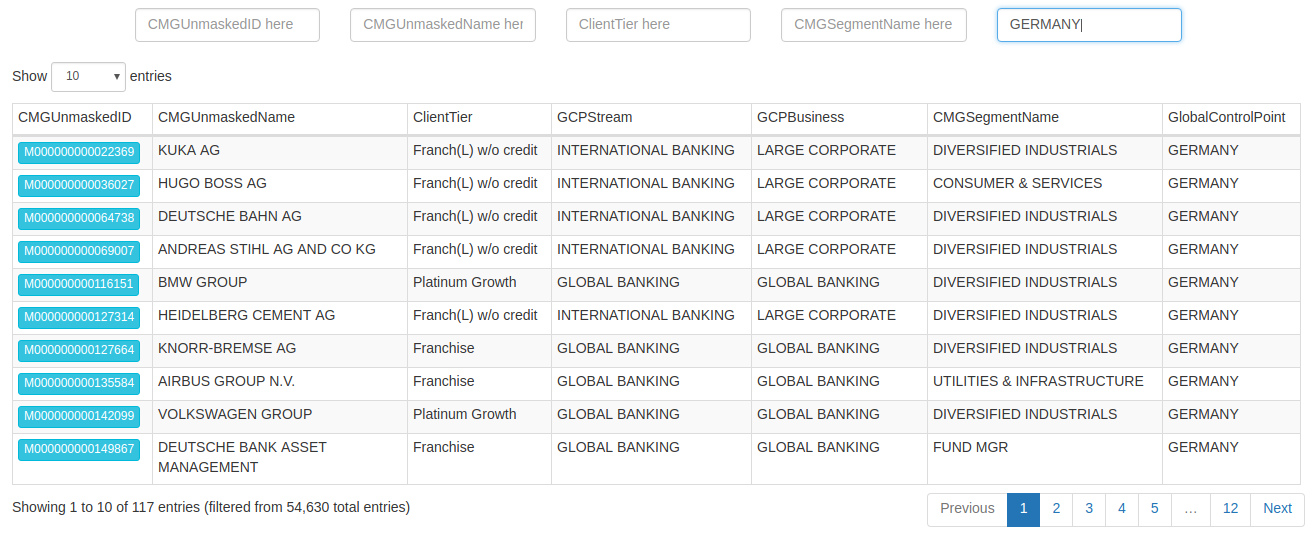 CMGUnmaskedID here CMGUnmaskedName her ClientTier here CMGSegmentName here GERMANY
Show 10 entries
CMGUnmaskedID CMGUnmaskedName ClientTier GCPStream GCPBusiness CMGSegmentName GlobalControlPoint
M000000000022369 KUKA AG Franch(L) w/o credit INTERNATIONAL BANKING LARGE CORPORATE DIVERSIFIED INDUSTRIALS GERMANY
M000000000036027 HUGO BOSS AG Franch(L) w/o credit INTERNATIONAL BANKING LARGE CORPORATE CONSUMER & SERVICES GERMANY
M000000000064738 DEUTSCHE BAHN AG Franch(L) w/o credit INTERNATIONAL BANKING LARGE CORPORATE DIVERSIFIED INDUSTRIALS GERMANY
M000000000069007 ANDREAS STIHL AG AND CO KG Franch(L) w/o credit INTERNATIONAL BANKING LARGE CORPORATE DIVERSIFIED INDUSTRIALS GERMANY
M000000000116151 BMW GROUP Platinum Growth GLOBAL BANKING GLOBAL BANKING DIVERSIFIED INDUSTRIALS GERMANY
M000000000127314 HEIDELBERG CEMENT AG Franch(L) w/o credit INTERNATIONAL BANKING LARGE CORPORATE DIVERSIFIED INDUSTRIALS GERMANY
M000000000127664 KNORR-BREMSE AG Franchise GLOBAL BANKING GLOBAL BANKING DIVERSIFIED INDUSTRIALS GERMANY
M000000000135584 AIRBUS GROUP N.V. Franchise GLOBAL BANKING GLOBAL BANKING UTILITIES & INFRASTRUCTURE GERMANY
M000000000142099 VOLKSWAGEN GROUP Platinum Growth GLOBAL BANKING GLOBAL BANKING DIVERSIFIED INDUSTRIALS GERMANY
M000000000149867 DEUTSCHE BANK ASSET Franchise GLOBAL BANKING GLOBAL BANKING FUND MGR GERMANY
MANAGEMENT
Showing 1 to 10 of 117 entries (filtered from 54,630 total entries) Previous 1 2 3 4 5 … 12 Next